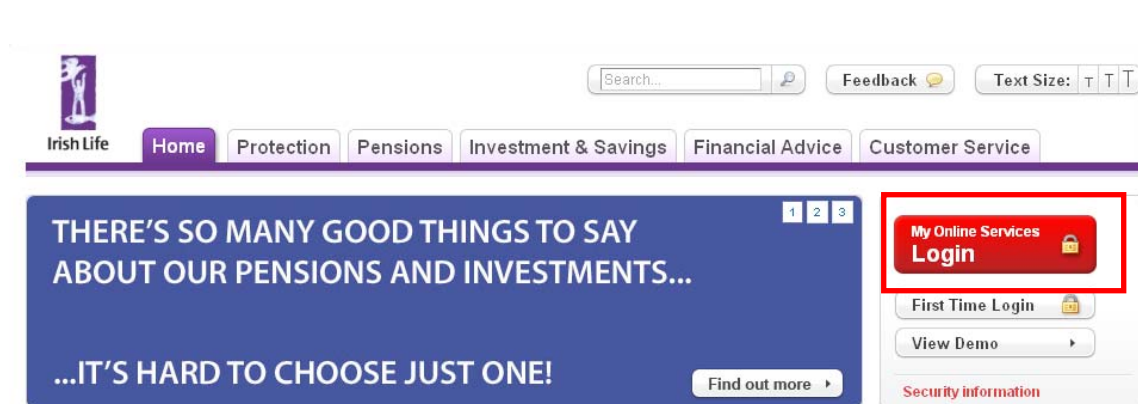 Search...
Feedback
Text Size: T T T
Irish Life
Home Protection Pensions Investment & Savings Financial Advice Customer Service
THERE'S SO MANY GOOD THINGS TO SAY
ABOUT OUR PENSIONS AND INVESTMENTS...
...IT'S HARD TO CHOOSE JUST ONE!
1 2 3
Find out more
My Online Services
Login
First Time Login
View Demo
Security information